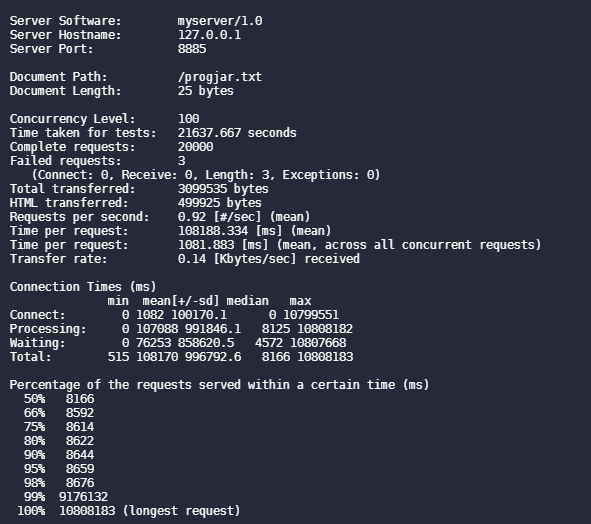 Server Software:        myserver/1.0
Server Hostname:        127.0.0.1
Server Port:            8885

Document Path:          /progjar.txt
Document Length:        25 bytes

Concurrency Level:      100
Time taken for tests:   21637.667 seconds
Complete requests:      20000
Failed requests:        3
   (Connect: 0, Receive: 0, Length: 3, Exceptions: 0)
Total transferred:      3099535 bytes
HTML transferred:       499925 bytes
Requests per second:    0.92 [#/sec] (mean)
Time per request:       108188.334 [ms] (mean)
Time per request:       1081.883 [ms] (mean, across all concurrent requests)
Transfer rate:          0.14 [Kbytes/sec] received

Connection Times (ms)
              min  mean[+/-sd] median   max
Connect:        0 1082 100170.1      0 10799551
Processing:     0 107088 991846.1   8125 10808182
Waiting:        0 76253 858620.5   4572 10807668
Total:        515 108170 996792.6   8166 10808183

Percentage of the requests served within a certain time (ms)
  50%   8166
  66%   8592
  75%   8614
  80%   8622
  90%   8644
  95%   8659
  98%   8676
  99%  9176132
 100%  10808183 (longest request)